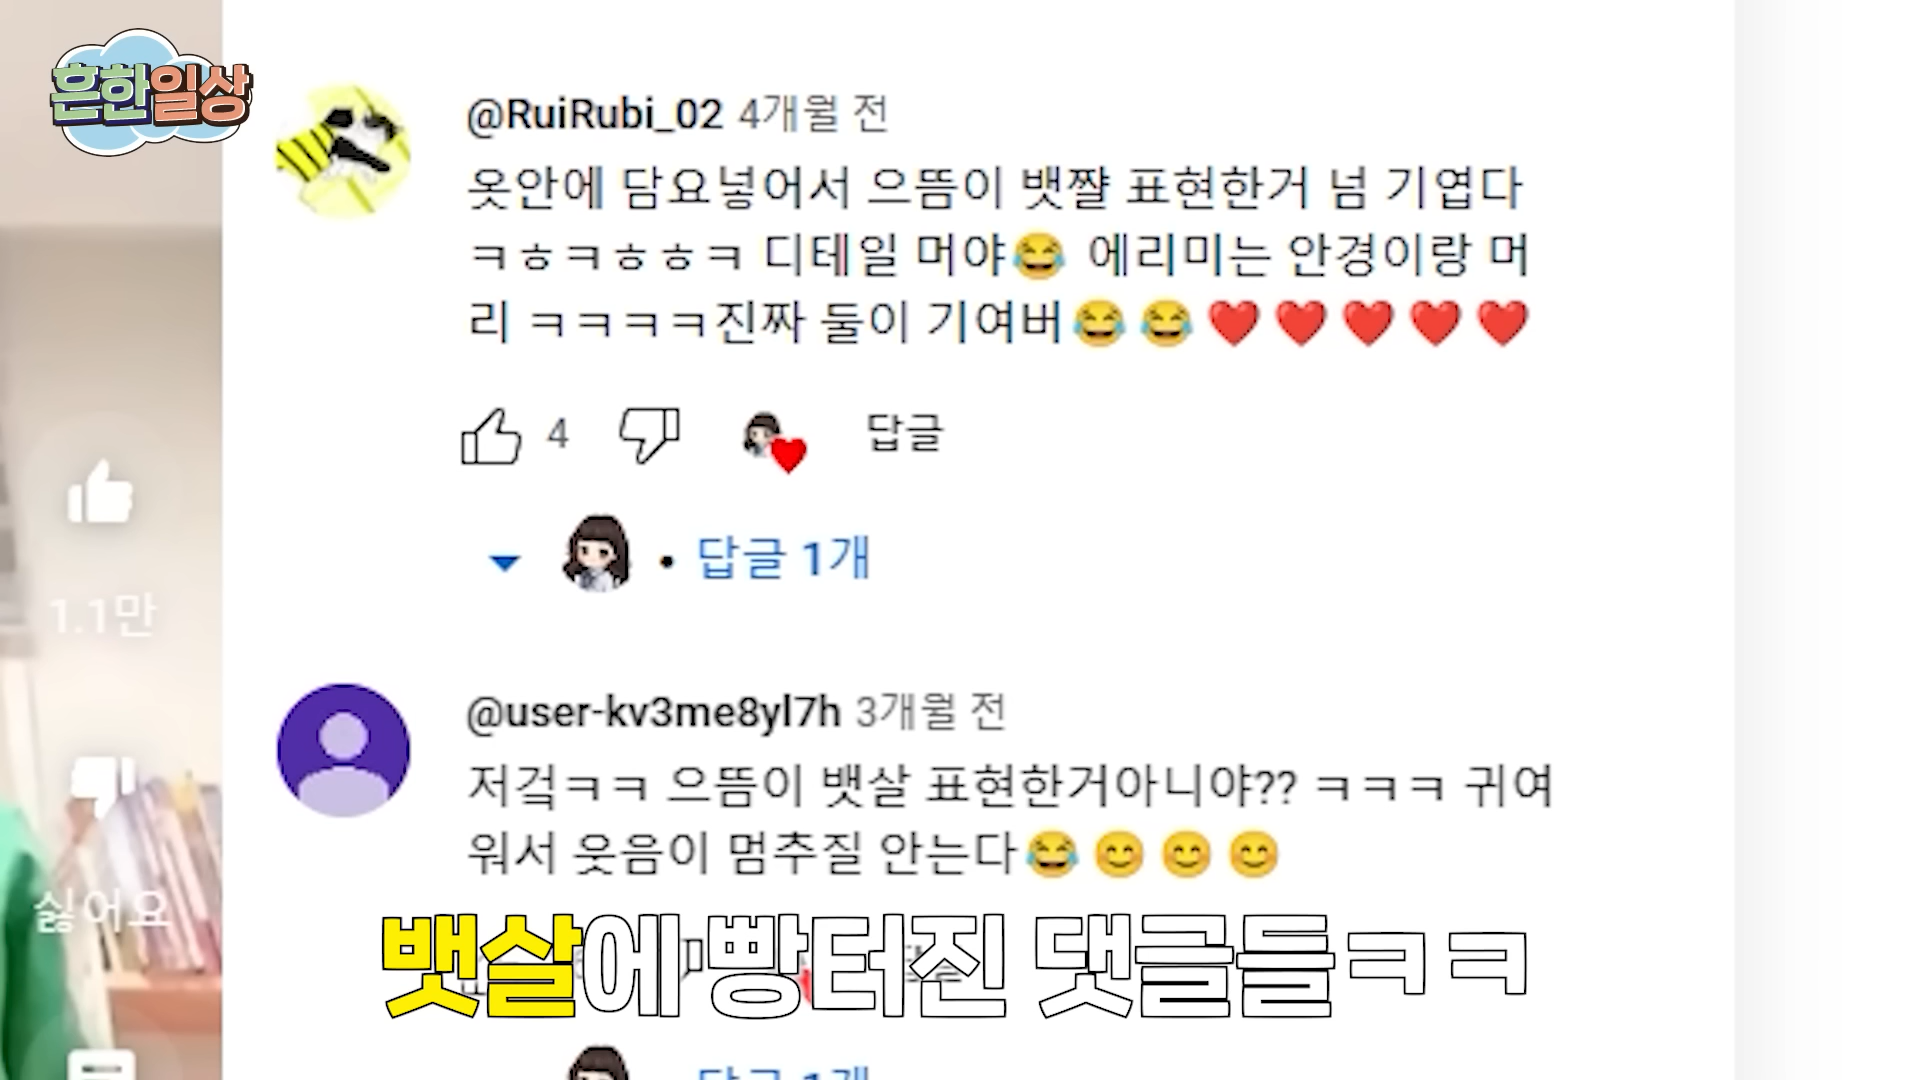 흔한일상
@RuiRubi_02 4개월 전
옷안에 담요넣어서 으뜸이 뱃쨜 표현한거 넘 기엽다
ㅋㅎㅋㅎㅎㅋ 디테일 머야😂 에리미는 안경이랑 머
리 ㅋㅋㅋㅋ진짜 둘이 기여버😂😂❤️❤️❤️❤️❤️
4 답글
• 답글 1개
1.1만
@user-kv3me8yl7h 3개월 전
저겈ㅋㅋ 으뜸이 뱃살 표현한거아니야?? ㅋㅋㅋ 귀여
워서 웃음이 멈추질 안는다😂😊😊😊
싫어요
뱃살에 빵터진 댓글들ㅋㅋ
답글 1개